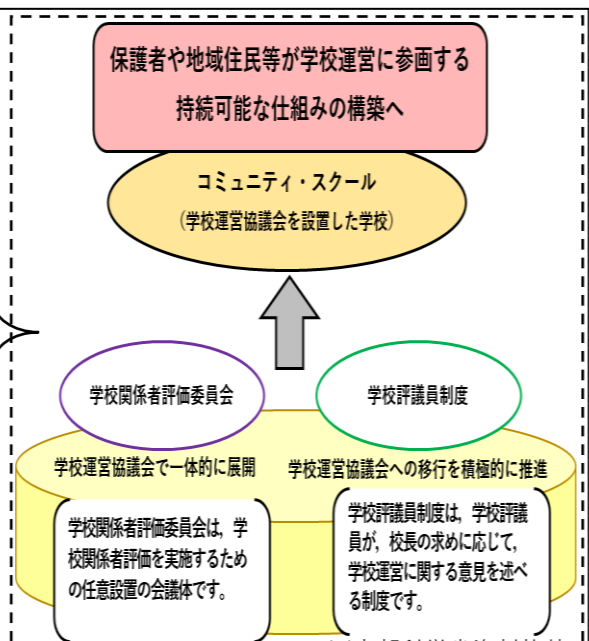 保護者や地域住民等が学校運営に参画する
持続可能な仕組みの構築へ
コミュニティ・スクール
(学校運営協議会を設置した学校)
学校関係者評価委員会
学校評議員制度
学校運営協議会で一体的に展開
学校運営協議会への移行を積極的に推進
学校関係者評価委員会は，学
校関係者評価を実施するため
の任意設置の会議体です。
学校評議員制度は，学校評議
員が，校長の求めに応じて，
学校運営に関する意見を述べ
る制度です。